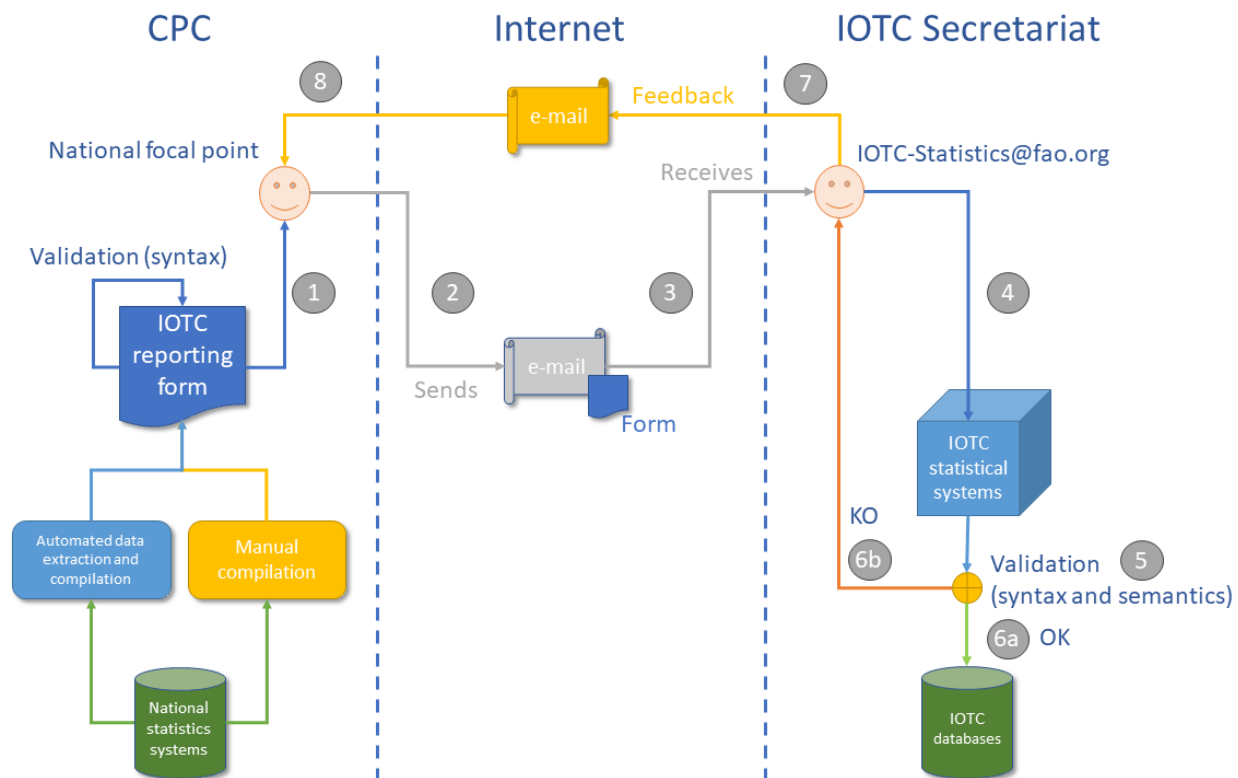 CPC
Internet
IOTC Secretariat
8
7
Feedback
e-mail
National focal point
IOTC-Statistics@fao.org
Receives
Validation (syntax)
1
2
3
4
IOTC
reporting
form
e-mail
Sends
Form
IOTC
statistical
systems
KO
Automated data
extraction and
compilation
Manual
compilation
6b
Validation
(syntax and semantics)
5
6a
OK
National
statistics
systems
IOTC
databases